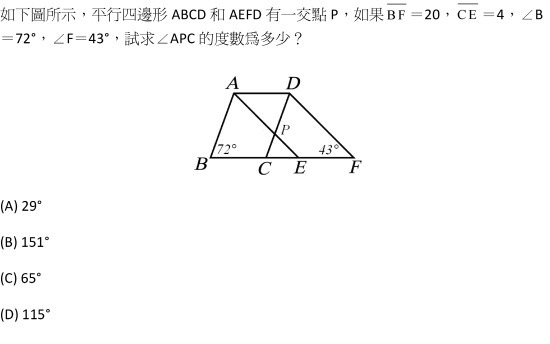 如下圖所示，平行四邊形 ABCD 和 AEFD 有一交點 P，如果 BF =20， CE =4，∠B
=72°，∠F=43°，試求∠APC 的度數為多少？
A D
P
72° 43°
B C E F
(A) 29°
(B) 151°
(C) 65°
(D) 115°